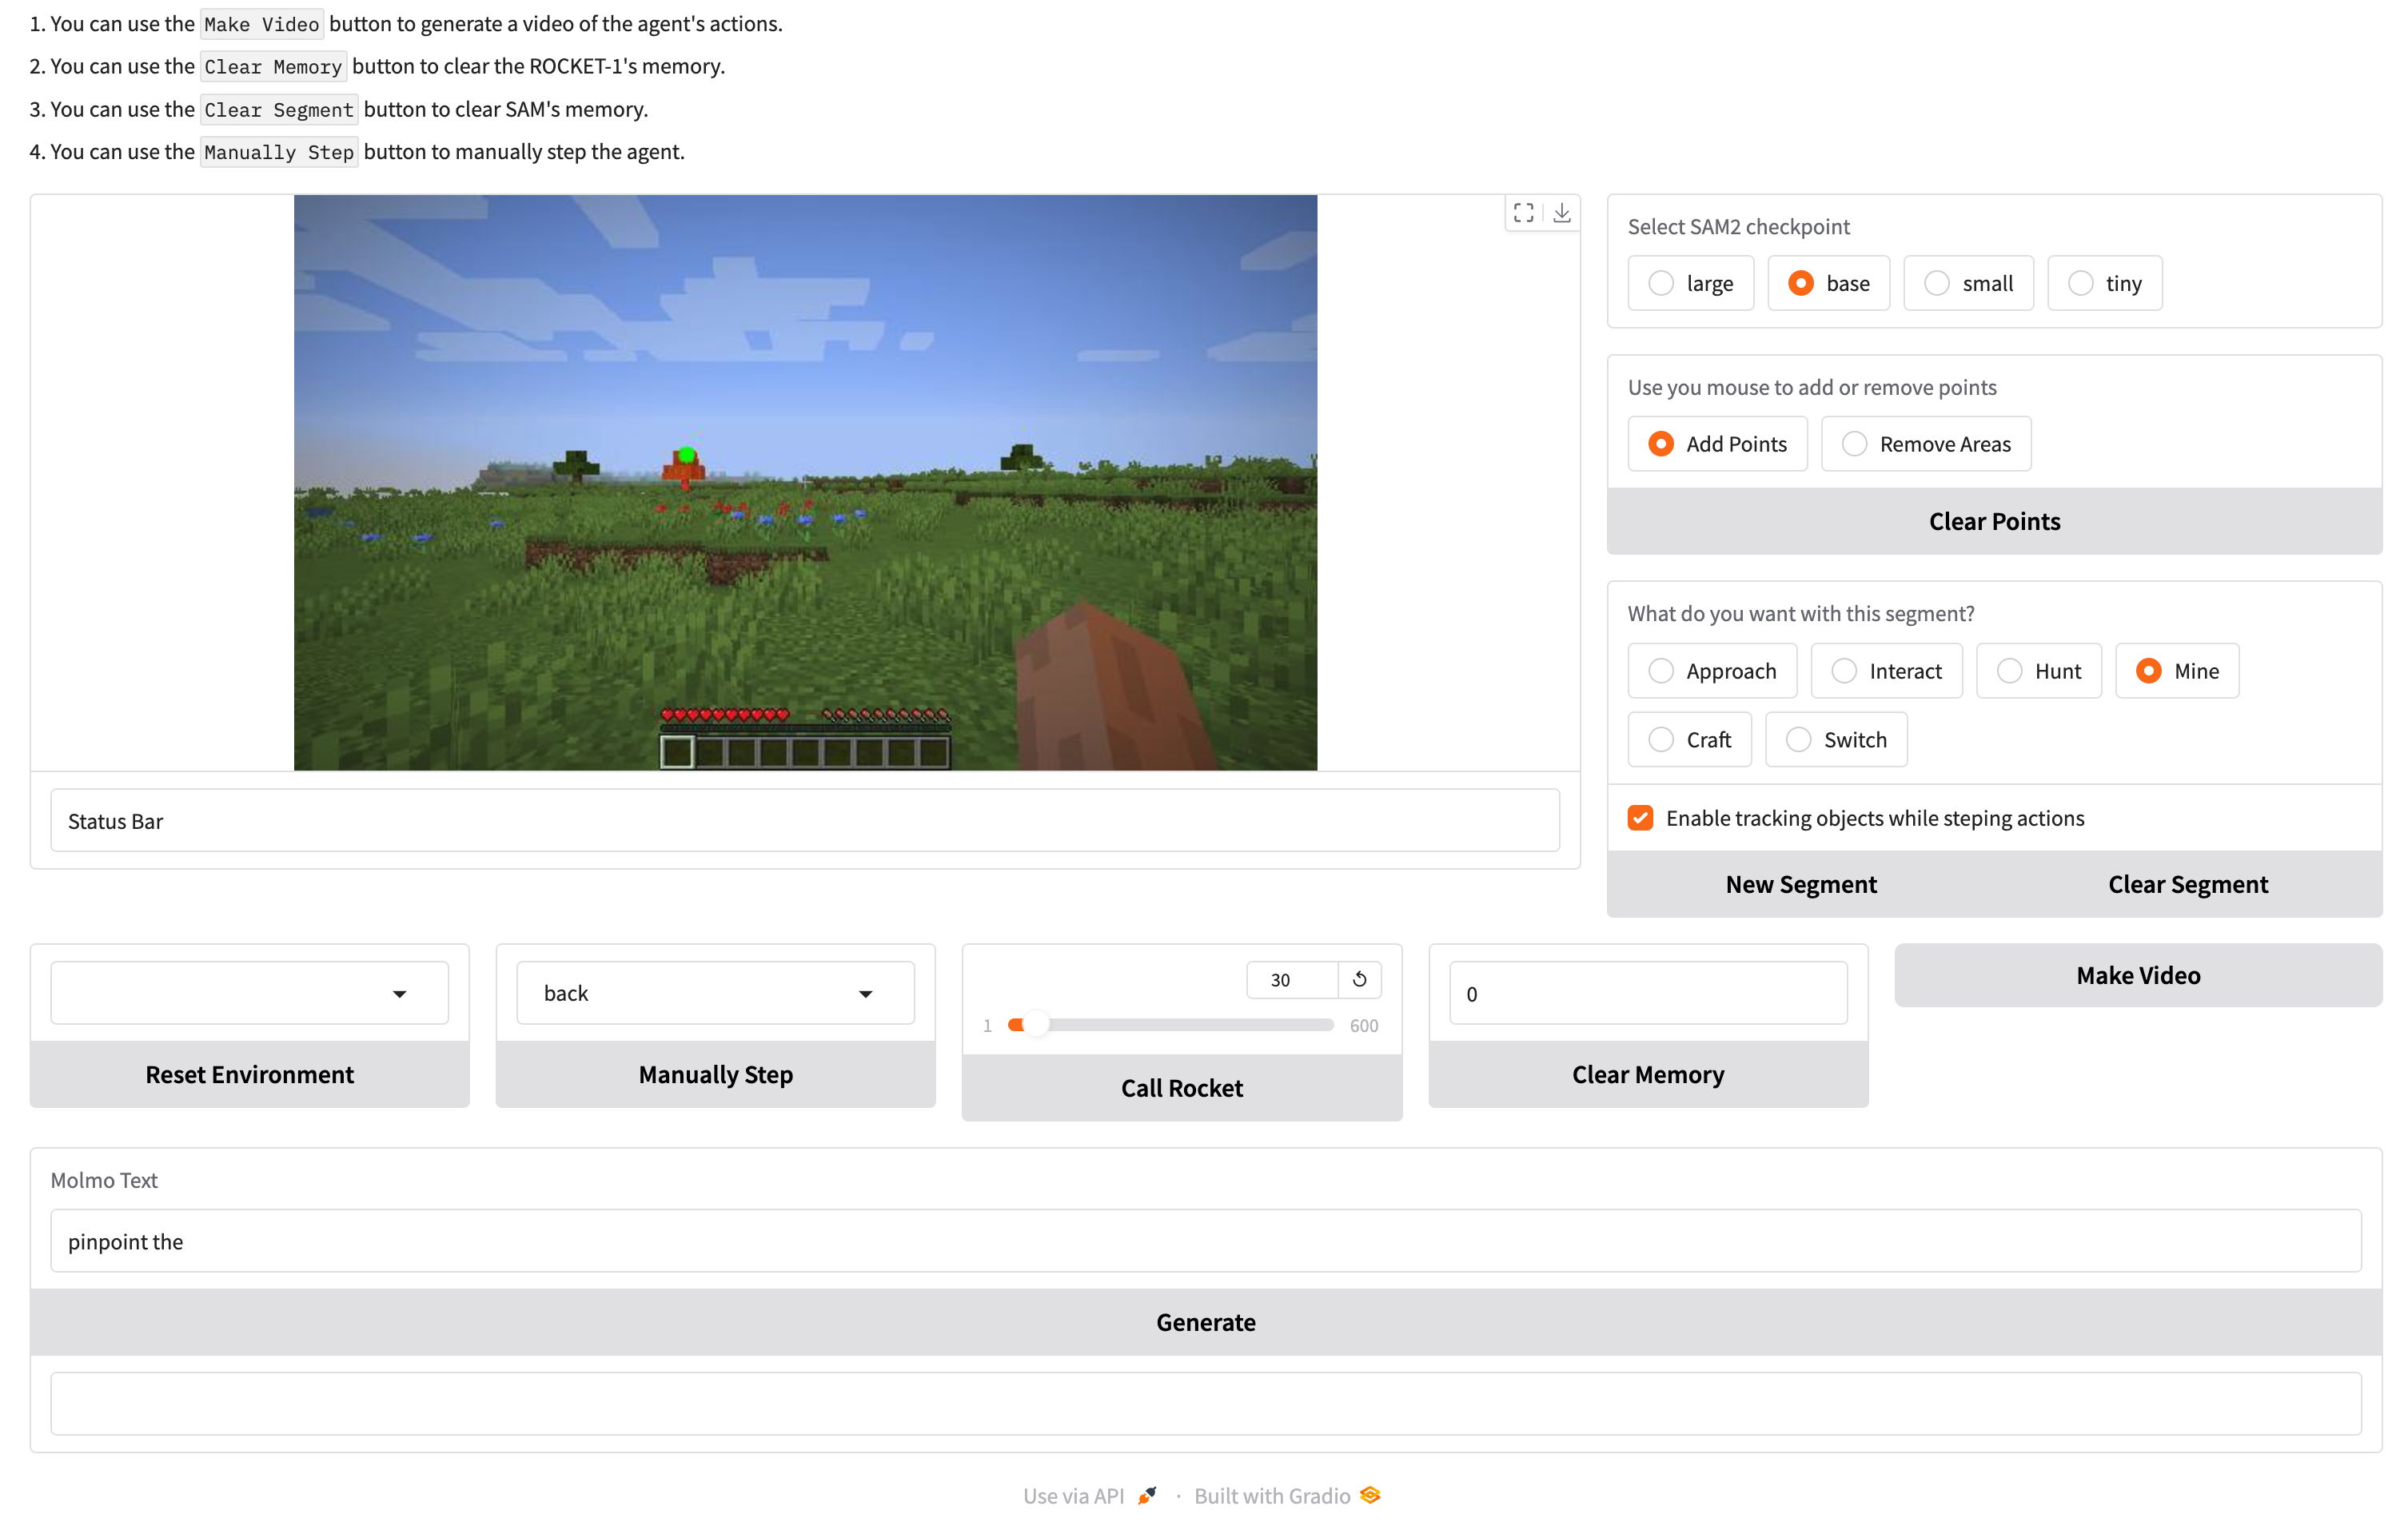 1. You can use the Make Video button to generate a video of the agent's actions.
2. You can use the Clear Memory button to clear the ROCKET-1's memory.
3. You can use the Clear Segment button to clear SAM's memory.
4. You can use the Manually Step button to manually step the agent.
Select SAM2 checkpoint
large base small tiny
Use you mouse to add or remove points
Add Points Remove Areas
Clear Points
What do you want with this segment?
Approach Interact Hunt Mine
Craft Switch
Status Bar
Enable tracking objects while steping actions
New Segment Clear Segment
back
30
1 600
0
Make Video
Reset Environment
Manually Step
Call Rocket
Clear Memory
Molmo Text
pinpoint the
Generate
Use via API · Built with Gradio